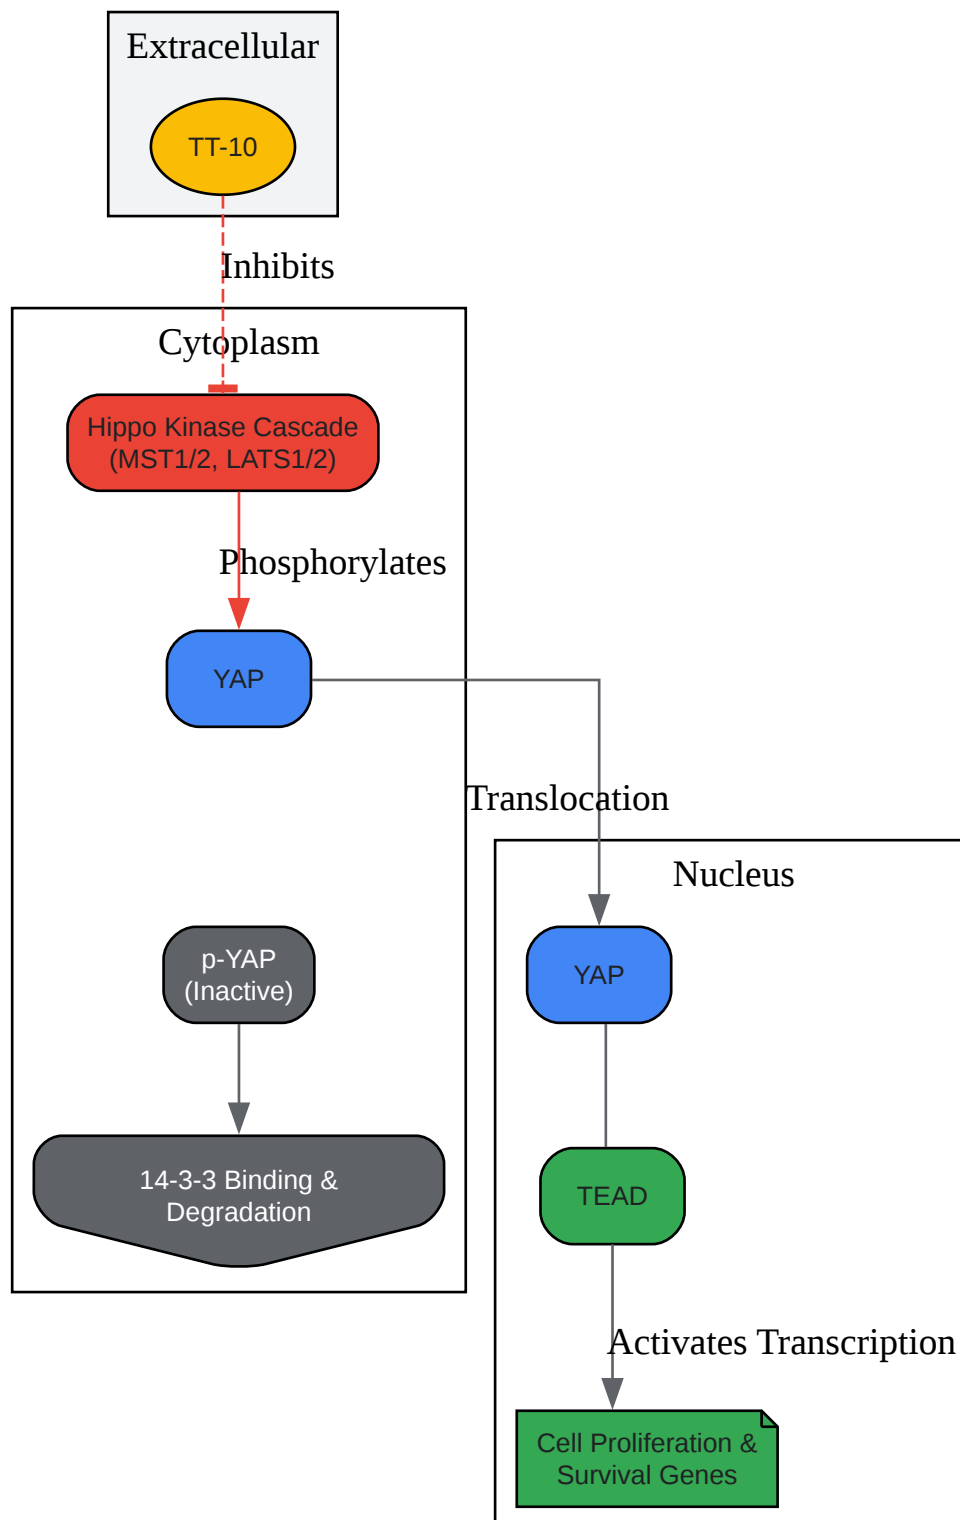 Extracellular
TT-10
Inhibits
Cytoplasm
Hippo Kinase Cascade
(MST1/2, LATS1/2)
Phosphorylates
YAP
Translocation
Nucleus
p-YAP
(Inactive)
YAP
14-3-3 Binding &
Degradation
TEAD
Activates Transcription
Cell Proliferation &
Survival Genes